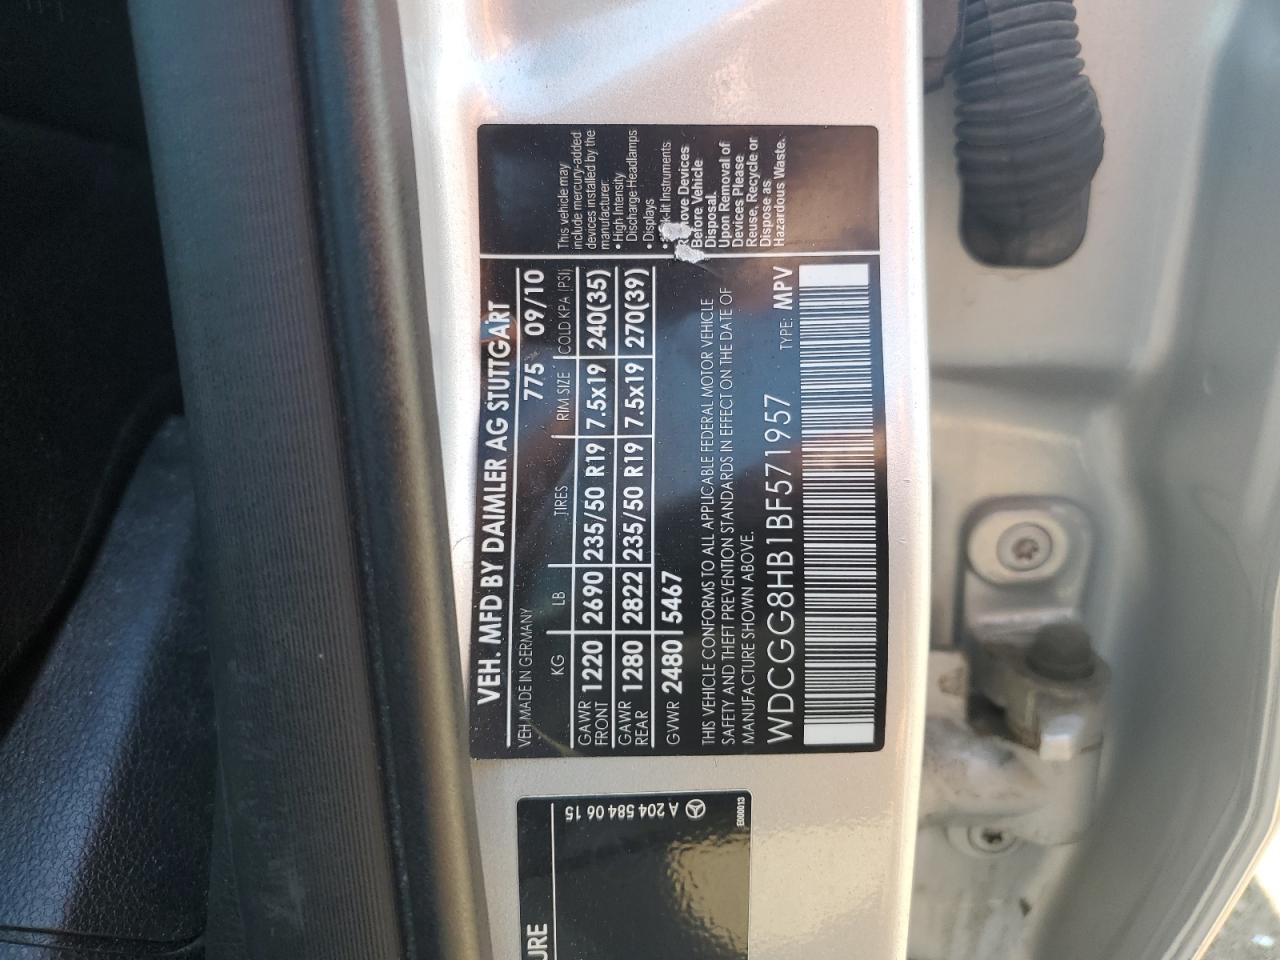 VEH. MFD BY DAIMLER AG STUTTGART
VEH MADE IN GERMANY 775 09/10
KG LB TIRES RIM SIZE COLD KPA (PSI)
GAWR FRONT 1220 2690 235/50 R19 7.5x19 240(35)
GAWR REAR 1280 2822 235/50 R19 7.5x19 270(39)
GVWR 2480 5467
THIS VEHICLE CONFORMS TO ALL APPLICABLE FEDERAL MOTOR VEHICLE
SAFETY AND THEFT PREVENTION STANDARDS IN EFFECT ON THE DATE OF
MANUFACTURE SHOWN ABOVE.
WDCGG8HB1BF571957 TYPE: MPV
This vehicle may
include mercury-added
devices installed by the
manufacturer:
• High Intensity
Discharge Headlamps
• Displays
Instruments
Devices
Before Vehicle
Disposal.
Upon Removal of
Devices Please
Reuse, Recycle or
Dispose as
Hazardous Waste.
URE
A 204 584 06 15
E000013